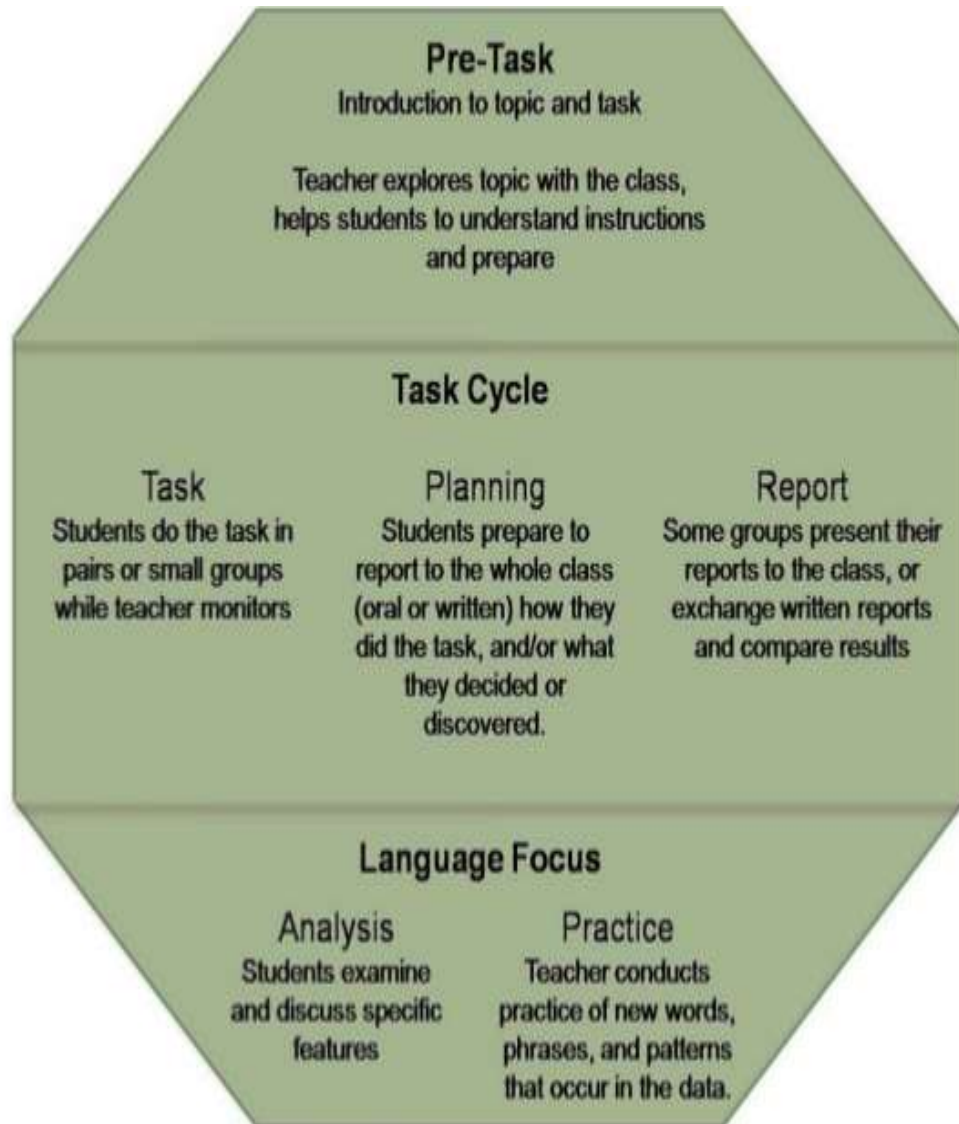 Pre-Task
Introduction to topic and task
Teacher explores topic with the class,
helps students to understand instructions
and prepare
Task Cycle
Task
Students do the task in
pairs or small groups
while teacher monitors
Planning
Students prepare to
report to the whole class
(oral or written) how they
did the task, and/or what
they decided or
discovered.
Report
Some groups present their
reports to the class, or
exchange written reports
and compare results
Language Focus
Analysis
Students examine
and discuss specific
features
Practice
Teacher conducts
practice of new words,
phrases, and patterns
that occur in the data.